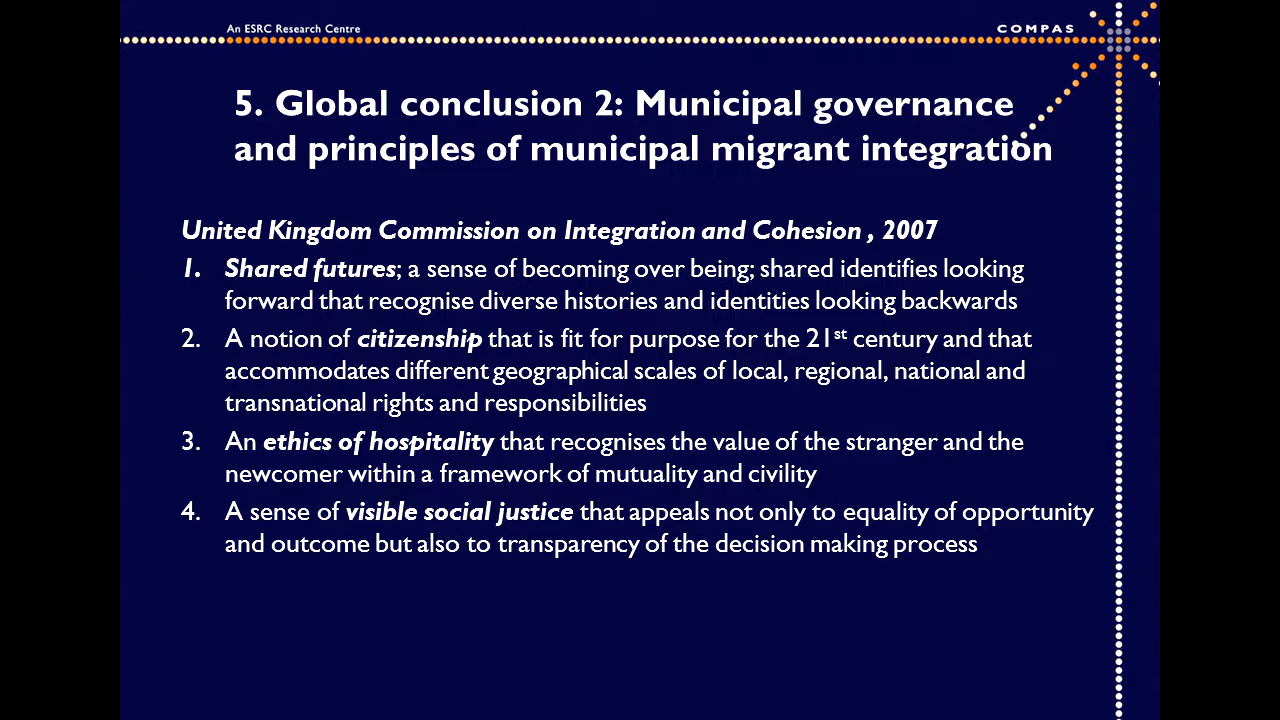 An ESRC Research Centre
COMPAS
5. Global conclusion 2: Municipal governance
and principles of municipal migrant integration
United Kingdom Commission on Integration and Cohesion , 2007
1. Shared futures; a sense of becoming over being; shared identifies looking
forward that recognise diverse histories and identities looking backwards
2. A notion of citizenship that is fit for purpose for the 21st century and that
accommodates different geographical scales of local, regional, national and
transnational rights and responsibilities
3. An ethics of hospitality that recognises the value of the stranger and the
newcomer within a framework of mutuality and civility
4. A sense of visible social justice that appeals not only to equality of opportunity
and outcome but also to transparency of the decision making process